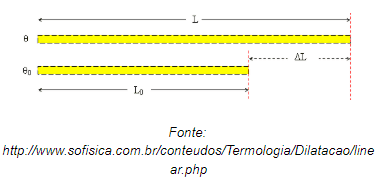 L
θ
ΔL
θ₀
L₀
Fonte:
http://www.sofisica.com.br/conteudos/Termologia/Dilatacao/line
ar.php